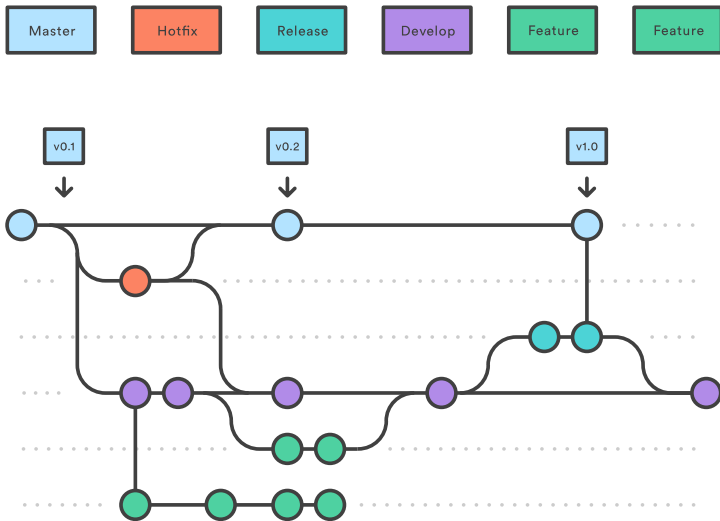 Master
Hotfix
Release
Develop
Feature
Feature
v0.1
v0.2
v1.0